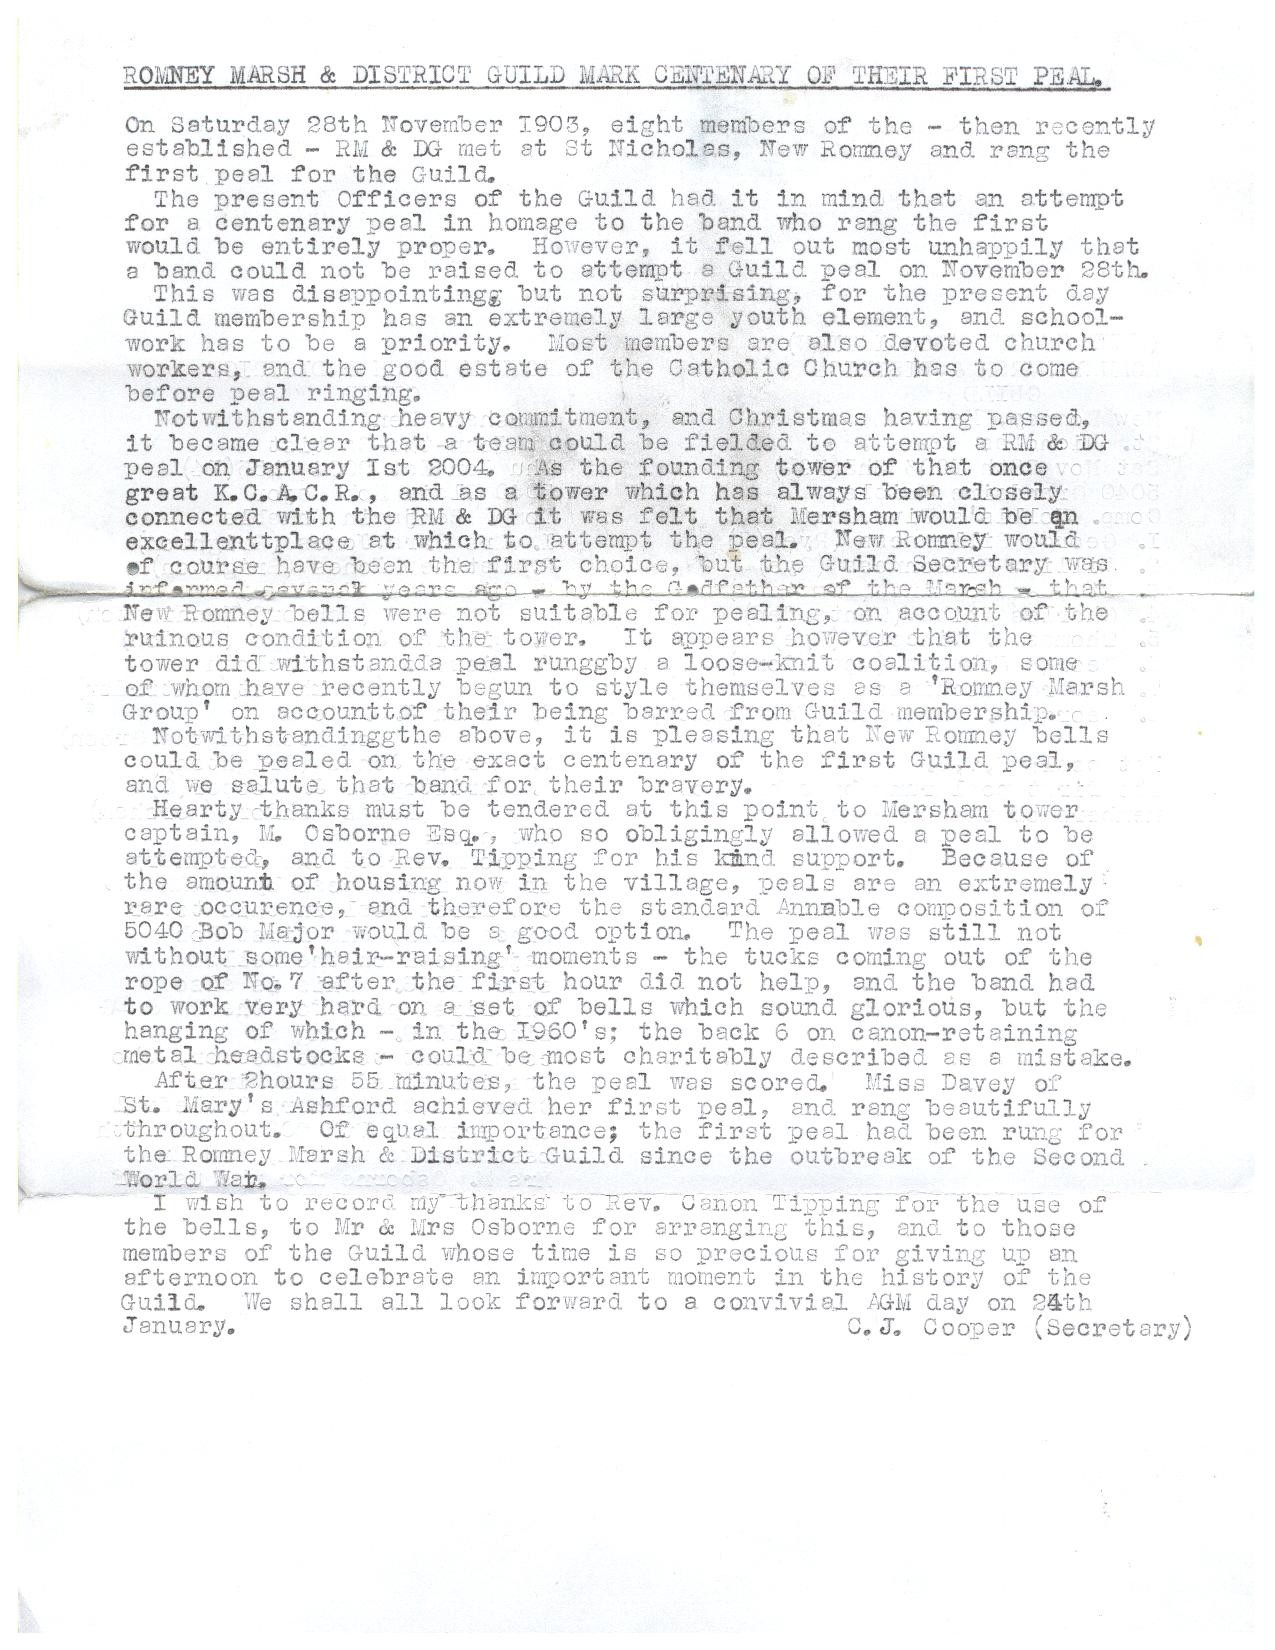 ROMNEY MARSH & DISTRICT GUILD MARK CENTENARY OF THEIR FIRST PEAL.
On Saturday 28th November I903, eight members of the - then recently
established - RM & DG met at St Nicholas, New Romney and rang the
first peal for the Guild.
The present Officers of the Guild had it in mind that an attempt
for a centenary peal in homage to the band who rang the first
would be entirely proper. However, it fell out most unhappily that
a band could not be raised to attempt a Guild peal on November 28th.
This was disappointingg but not surprising, for the present day
Guild membership has an extremely large youth element, and school-
work has to be a priority. Most members are also devoted church
workers, and the good estate of the Catholic Church has to come
before peal ringing.
Notwithstanding heavy commitment, and Christmas having passed,
it became clear that a team could be fielded to attempt a RM & DG
peal on January Ist 2004. As the founding tower of that once
great K.C.A.C.R., and as a tower which has always been closely
connected with the RM & DG it was felt that Mersham would be an
excellenttplace at which to attempt the peal. New Romney would
of course have been the first choice, but the Guild Secretary was
informed years ago - by the Godfather of the Marsh - that
New Romney bells were not suitable for pealing, on account of the
ruinous condition of the tower. It appears however that the
tower did withstandda peal runggby a loose-knit coalition, some
of whom have recently begun to style themselves as a 'Romney Marsh
Group' on accounttof their being barred from Guild membership.
Notwithstandinggthe above, it is pleasing that New Romney bells
could be pealed on the exact centenary of the first Guild peal,
and we salute that band for their bravery.
Hearty thanks must be tendered at this point to Mersham tower
captain, M. Osborne Esq., who so obligingly allowed a peal to be
attempted, and to Rev. Tipping for his kind support. Because of
the amount of housing now in the village, peals are an extremely
rare occurence, and therefore the standard Annable composition of
5040 Bob Major would be a good option. The peal was still not
without some'hair-raising' moments - the tucks coming out of the
rope of No.7 after the first hour did not help, and the band had
to work very hard on a set of bells which sound glorious, but the
hanging of which - in the I960's; the back 6 on canon-retaining
metal headstocks - could be most charitably described as a mistake.
After 2hours 55 minutes, the peal was scored. Miss Davey of
St. Mary's Ashford achieved her first peal, and rang beautifully
throughout. Of equal importance; the first peal had been rung for
the Romney Marsh & District Guild since the outbreak of the Second
World War.
I wish to record my thanks to Rev. Canon Tipping for the use of
the bells, to Mr & Mrs Osborne for arranging this, and to those
members of the Guild whose time is so precious for giving up an
afternoon to celebrate an important moment in the history of the
Guild. We shall all look forward to a convivial AGM day on 24th
January. C.J. Cooper (Secretary)